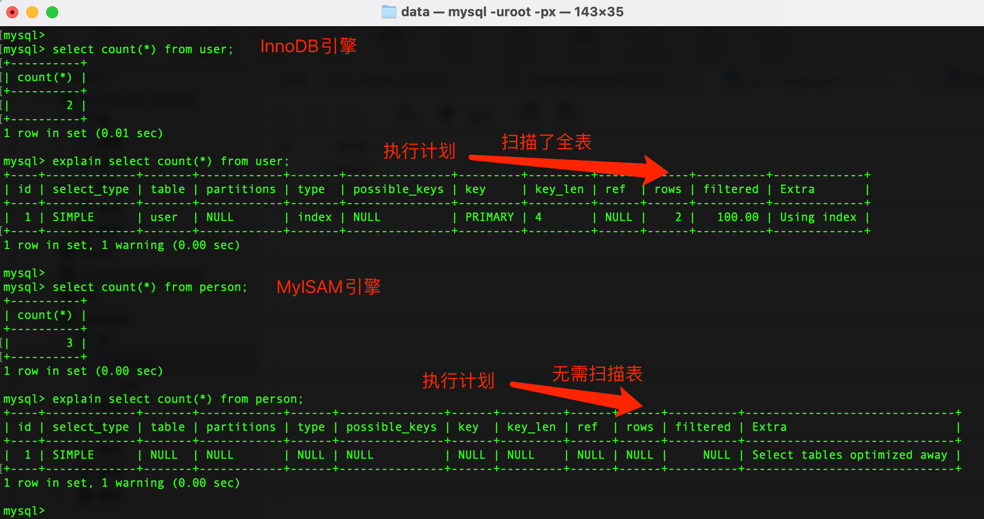 data — mysql -uroot -px — 143×35
[mysql>
[mysql> select count(*) from user; InnoDB引擎
[+----------+
[| count(*) |
[+----------+
[|        2 |
[+----------+
1 row in set (0.01 sec)
执行计划 扫描了全表
mysql> explain select count(*) from user;
+----+-------------+-------+------------+-------+---------------+---------+---------+------+------+----------+-------------+
| id | select_type | table | partitions | type  | possible_keys | key     | key_len | ref  | rows | filtered | Extra       |
+----+-------------+-------+------------+-------+---------------+---------+---------+------+------+----------+-------------+
|  1 | SIMPLE      | user  | NULL       | index | NULL          | PRIMARY | 4       | NULL |    2 |   100.00 | Using index |
+----+-------------+-------+------------+-------+---------------+---------+---------+------+------+----------+-------------+
1 row in set, 1 warning (0.00 sec)
mysql>
mysql> select count(*) from person; MyISAM引擎
+----------+
| count(*) |
+----------+
|        3 |
+----------+
1 row in set (0.00 sec)
执行计划 无需扫描表
mysql> explain select count(*) from person;
+----+-------------+-------+------------+------+---------------+------+---------+------+------+----------+------------------------------+
| id | select_type | table | partitions | type | possible_keys | key  | key_len | ref  | rows | filtered | Extra                        |
+----+-------------+-------+------------+------+---------------+------+---------+------+------+----------+------------------------------+
|  1 | SIMPLE      | NULL  | NULL       | NULL | NULL          | NULL | NULL    | NULL | NULL |     NULL | Select tables optimized away |
+----+-------------+-------+------------+------+---------------+------+---------+------+------+----------+------------------------------+
1 row in set, 1 warning (0.00 sec)
mysql>